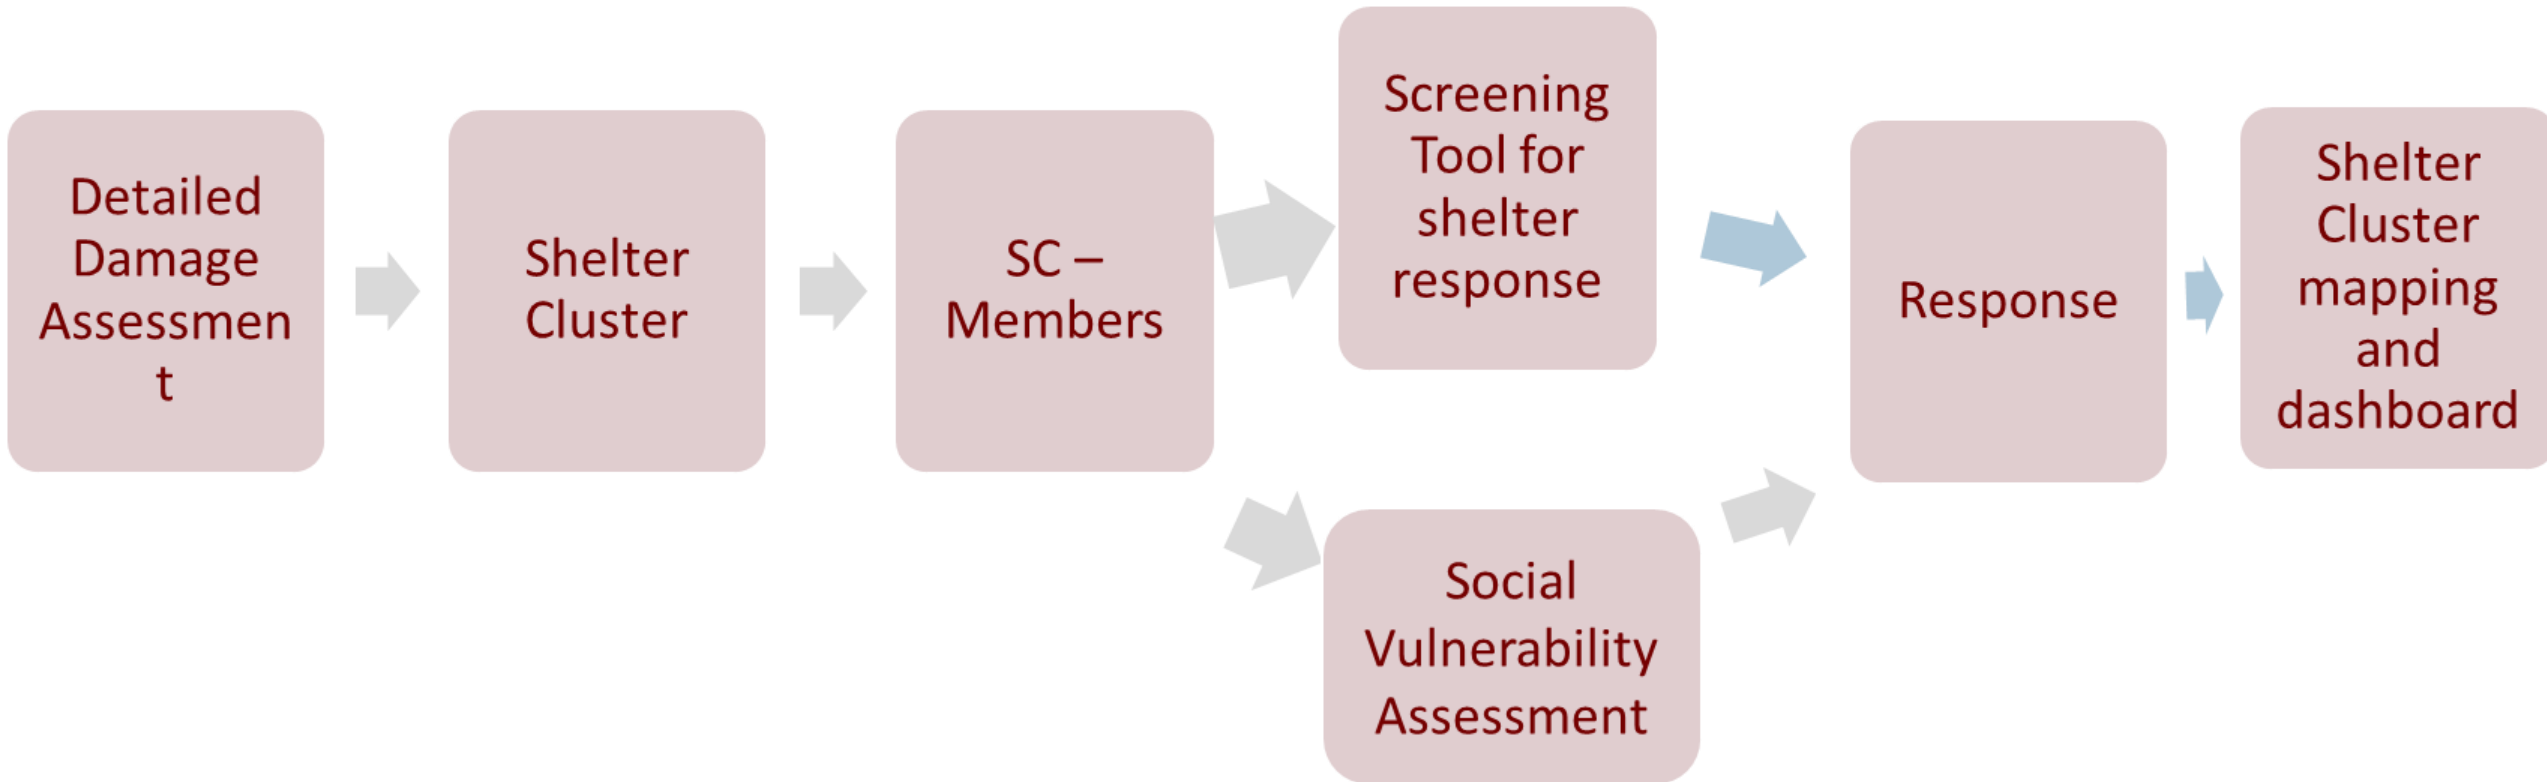 Detailed
Damage
Assessmen
t
Shelter
Cluster
SC –
Members
Screening
Tool for
shelter
response
Social
Vulnerability
Assessment
Response
Shelter
Cluster
mapping
and
dashboard